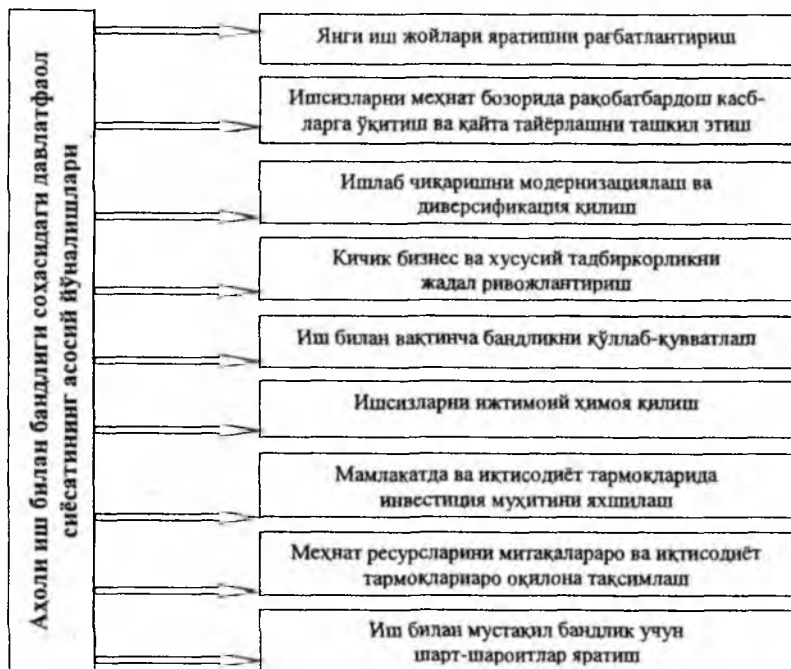 Аҳоли иш билан бандлиги соҳасидаги давлатфаол
сиёсатининг асосий йўналишлари
Янги иш жойлари яратишни рағбатлантириш
Ишсизларни меҳнат бозорида рақобатбардош касб-
ларга ўқитиш ва қайта тайёрлашни ташкил этиш
Ишлаб чиқаришни модернизациялаш ва
диверсификация қилиш
Кичик бизнес ва хусусий тадбиркорликни
жадал ривожлантириш
Иш билан вақтинча бандликни қўллаб-қувватлаш
Ишсизларни ижтимоий ҳимоя қилиш
Мамлакатда ва иқтисодиёт тармоқларида
инвестиция муҳитини яхшилаш
Меҳнат ресурсларини митақалараро ва иқтисодиёт
тармоқлариаро оқилона тақсимлаш
Иш билан мустақил бандлик учун
шарт-шароитлар яратиш